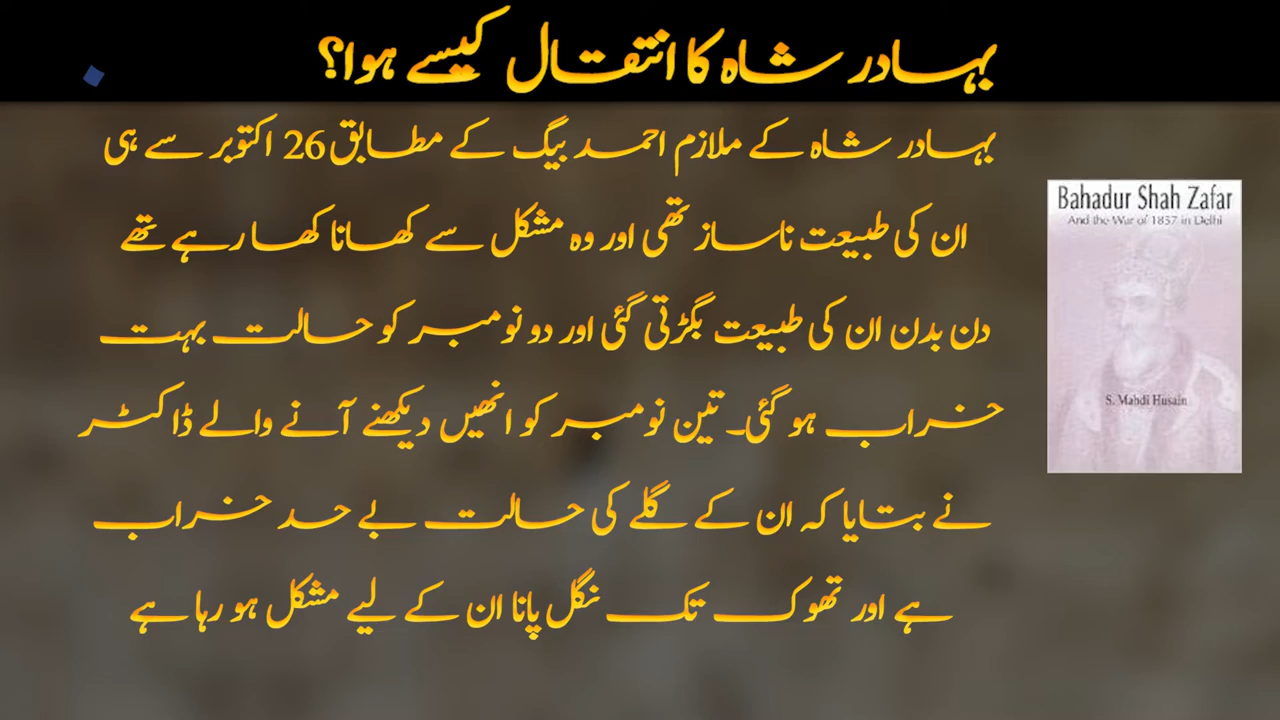 بہادر شاہ کا انتقال کیسے ہوا؟
بہادر شاہ کے ملازم احمد بیگ کے مطابق 26 اکتوبر سے ہی
ان کی طبیعت ناساز تھی اور وہ مشکل سے کھانا کھا رہے تھے
دن بدن ان کی طبیعت بگڑتی گئی اور دو نومبر کو حالت بہت
خراب ہو گئی۔ تین نومبر کو انھیں دیکھنے آنے والے ڈاکٹر
نے بتایا کہ ان کے گلے کی حالت بے حد خراب
ہے اور تھوک تک نگل پانا ان کے لیے مشکل ہو رہا ہے
Bahadur Shah Zafar
And the War of 1857 in Delhi
S. Mahdi Husain